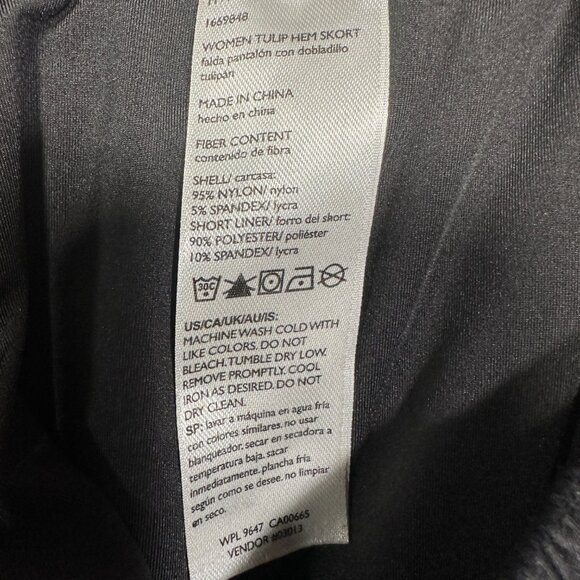 1669848
WOMEN TULIP HEM SKORT
falda pantalón con dobladillo
tulipán
MADE IN CHINA
hecho en china
FIBER CONTENT
contenido de fibra
SHELL/ carcasa:
95% NYLON/ nylon
5% SPANDEX/ lycra
SHORT LINER/ forro del short:
90% POLYESTER/ poliéster
10% SPANDEX/ lycra
30C
US/CA/UK/AU/IS:
MACHINE WASH COLD WITH
LIKE COLORS. DO NOT
BLEACH. TUMBLE DRY LOW.
REMOVE PROMPTLY. COOL
IRON AS DESIRED. DO NOT
DRY CLEAN.
SP: lavar a máquina en agua fría
con colores similares. no usar
blanqueador. secar en secadora a
temperatura baja. sacar
inmediatamente. plancha fría
según como se desee. no limpiar
en seco.
WPL 9647 CA00665
VENDOR #03013